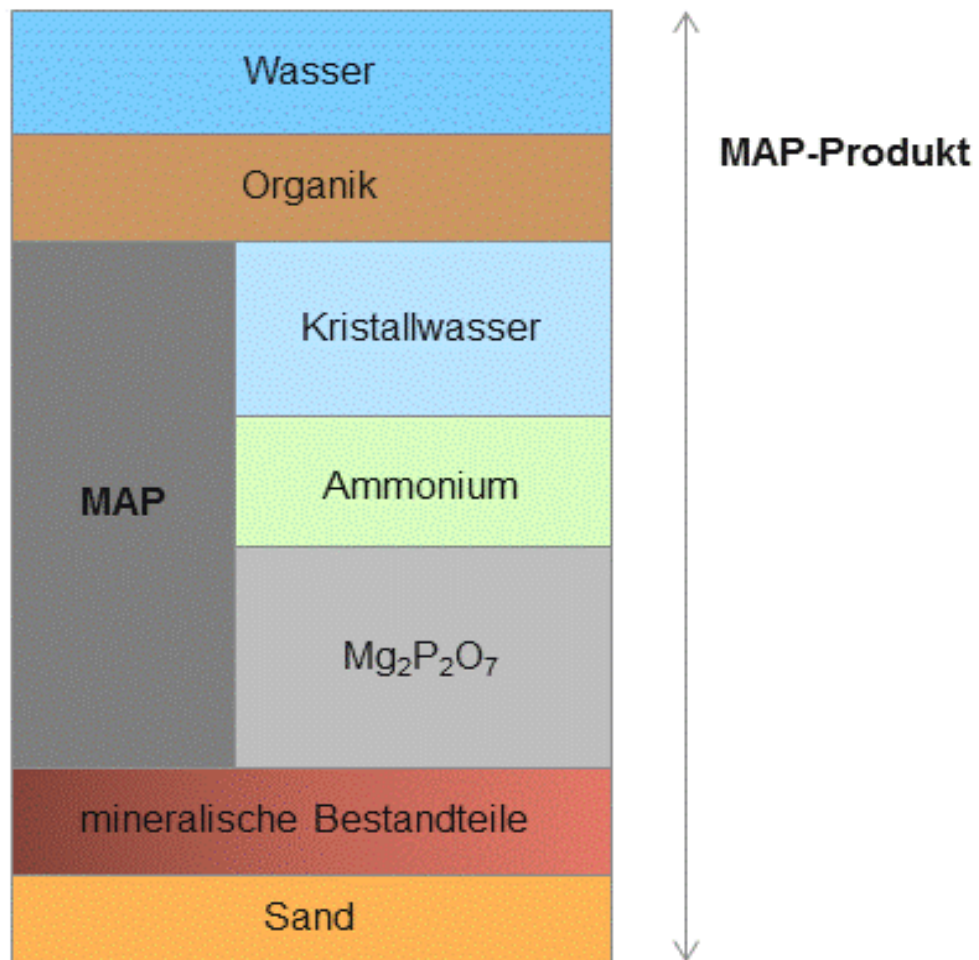 Wasser
MAP-Produkt
Organik
Kristallwasser
Ammonium
MAP
Mg₂P₂O₇
mineralische Bestandteile
Sand